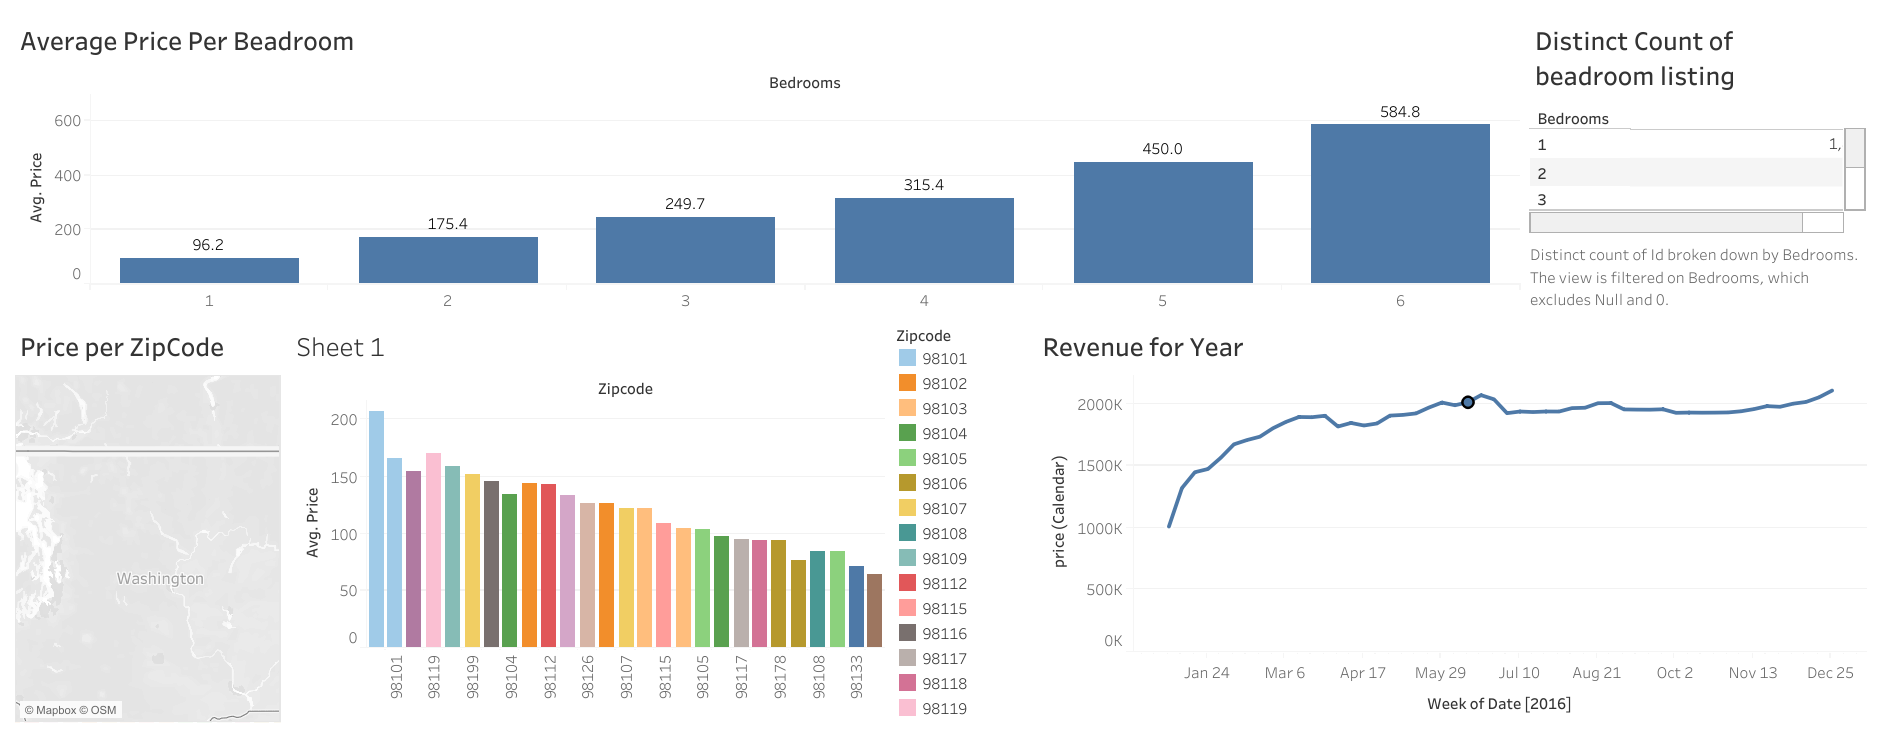 Average Price Per Beadroom
Bedrooms
Avg. Price
600
400
200
0
96.2
175.4
249.7
315.4
450.0
584.8
1
2
3
4
5
6
Distinct Count of
beadroom listing
Bedrooms
1 1,
2
3
Distinct count of Id broken down by Bedrooms.
The view is filtered on Bedrooms, which
excludes Null and 0.
Price per ZipCode
Washington
© Mapbox © OSM
Sheet 1
Zipcode
Avg. Price
200
150
100
50
0
98101
98119
98199
98104
98112
98126
98107
98115
98105
98117
98178
98108
98133
Zipcode
98101
98102
98103
98104
98105
98106
98107
98108
98109
98112
98115
98116
98117
98118
98119
Revenue for Year
price (Calendar)
2000K
1500K
1000K
500K
0K
Jan 24
Mar 6
Apr 17
May 29
Jul 10
Aug 21
Oct 2
Nov 13
Dec 25
Week of Date [2016]